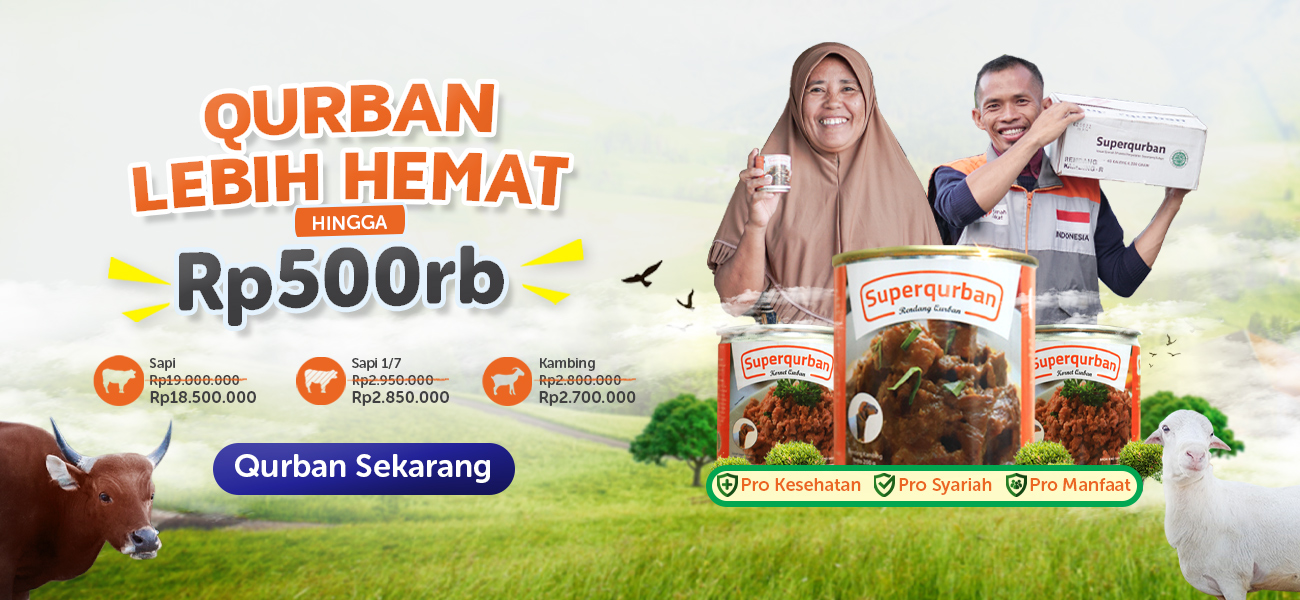 QURBAN
LEBIH HEMAT
HINGGA
Rp500rb
Sapi
Rp19.000.000
Rp18.500.000
Sapi 1/7
Rp2.950.000
Rp2.850.000
Kambing
Rp2.800.000
Rp2.700.000
Qurban Sekarang
Superqurban
INDONESIA
Superqurban
Rendang Qurban
Superqurban
Kornet Qurban
Superqurban
Kornet Qurban
Pro Kesehatan
Pro Syariah
Pro Manfaat